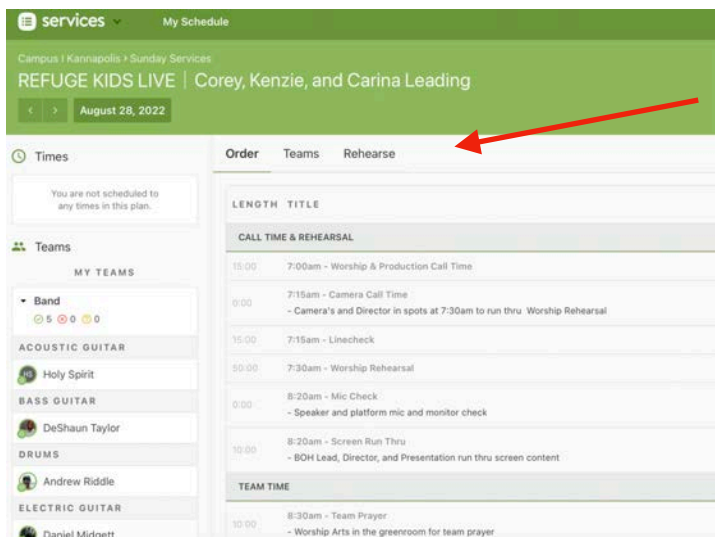 services
My Schedule
Campus | Kannapolis › Sunday Services
REFUGE KIDS LIVE | Corey, Kenzie, and Carina Leading
August 28, 2022
Times
You are not scheduled to
any times in this plan.
Teams
MY TEAMS
Band
5 0 0
ACOUSTIC GUITAR
HS
Holy Spirit
BASS GUITAR
DeShaun Taylor
DRUMS
Andrew Riddle
ELECTRIC GUITAR
Daniel Midgett
Order Teams Rehearse
LENGTH TITLE
CALL TIME & REHEARSAL
15:00 7:00am - Worship & Production Call Time
0:00 7:15am - Camera Call Time
- Camera's and Director in spots at 7:30am to run thru Worship Rehearsal
15:00 7:15am - Linecheck
50:00 7:30am - Worship Rehearsal
0:00 8:20am - Mic Check
- Speaker and platform mic and monitor check
10:00 8:20am - Screen Run Thru
- BOH Lead, Director, and Presentation run thru screen content
TEAM TIME
10:00 8:30am - Team Prayer
- Worship Arts in the greenroom for team prayer